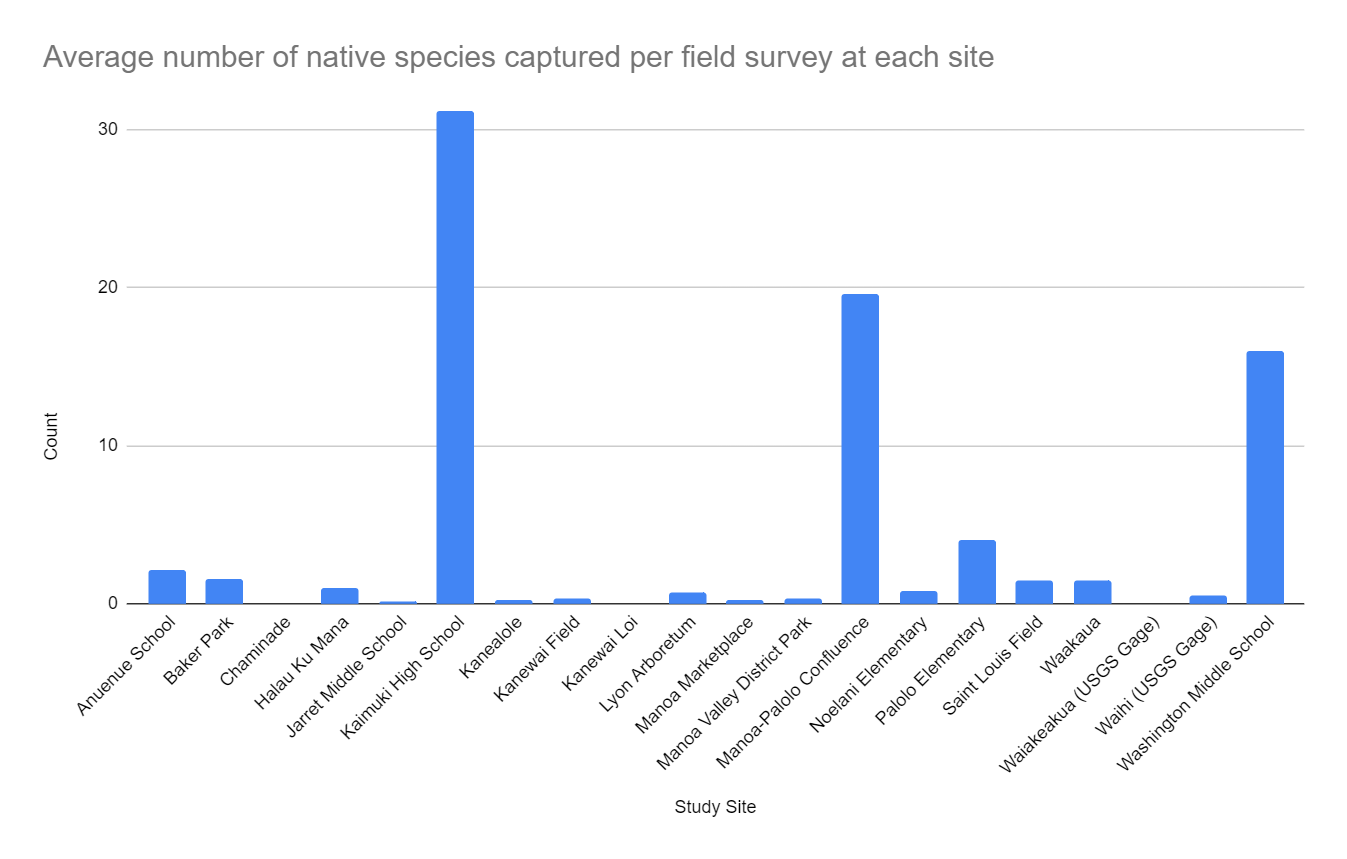 Average number of native species captured per field survey at each site
30
20
10
0
Count
Anuenue School
Baker Park
Chaminade
Halau Ku Mana
Jarret Middle School
Kaimuki High School
Kanealole
Kanewai Field
Kanewai Loi
Lyon Arboretum
Manoa Marketplace
Manoa Valley District Park
Manoa-Palolo Confluence
Noelani Elementary
Palolo Elementary
Saint Louis Field
Waakaua
Waiakeakua (USGS Gage)
Waihi (USGS Gage)
Washington Middle School
Study Site